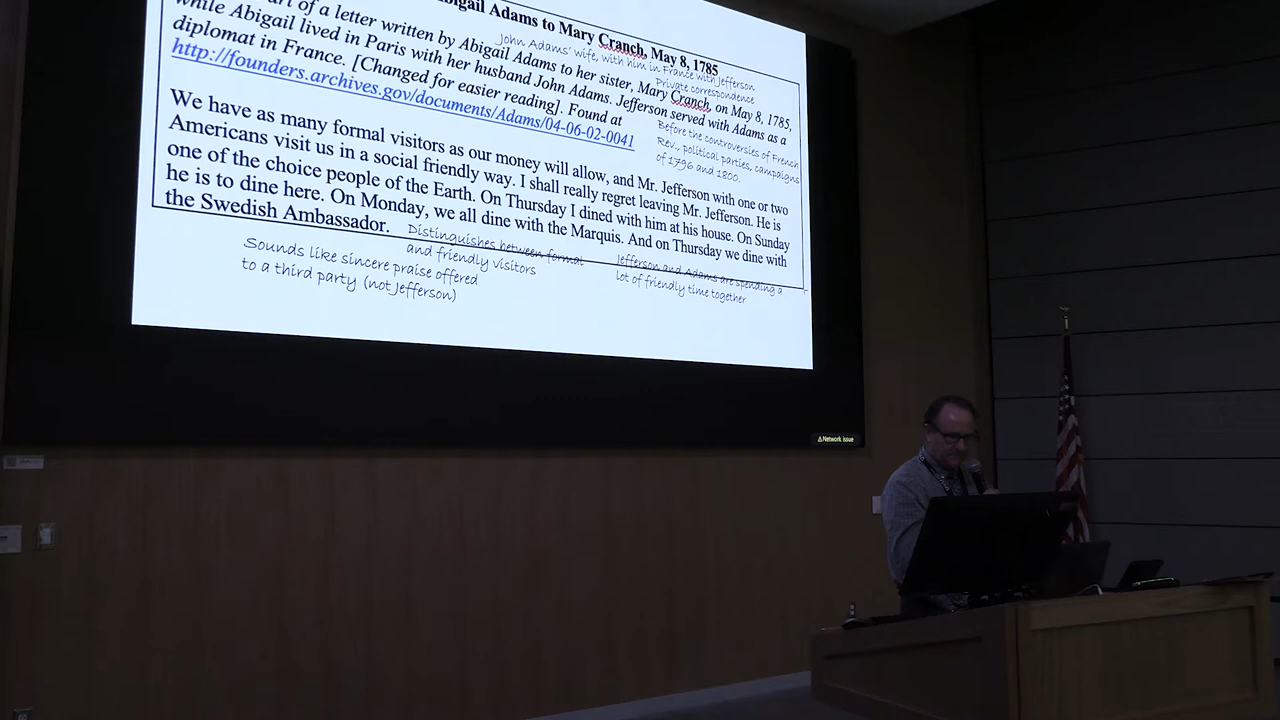 bigail Adams to Mary Cranch, May 8, 1785
John Adams' wife, with him in France with Jefferson
Private correspondence
rt of a letter written by Abigail Adams to her sister, Mary Cranch, on May 8, 1785,
while Abigail lived in Paris with her husband John Adams. Jefferson served with Adams as a
diplomat in France. [Changed for easier reading]. Found at
http://founders.archives.gov/documents/Adams/04-06-02-0041
Before the controversies of French
Rev., political parties, campaigns
of 1796 and 1800.
We have as many formal visitors as our money will allow, and Mr. Jefferson with one or two
Americans visit us in a social friendly way. I shall really regret leaving Mr. Jefferson. He is
one of the choice people of the Earth. On Thursday I dined with him at his house. On Sunday
he is to dine here. On Monday, we all dine with the Marquis. And on Thursday we dine with
the Swedish Ambassador.
Distinguishes between formal
and friendly visitors
Sounds like sincere praise offered
to a third party (not Jefferson)
Jefferson and Adams are spending a
lot of friendly time together
Network issue